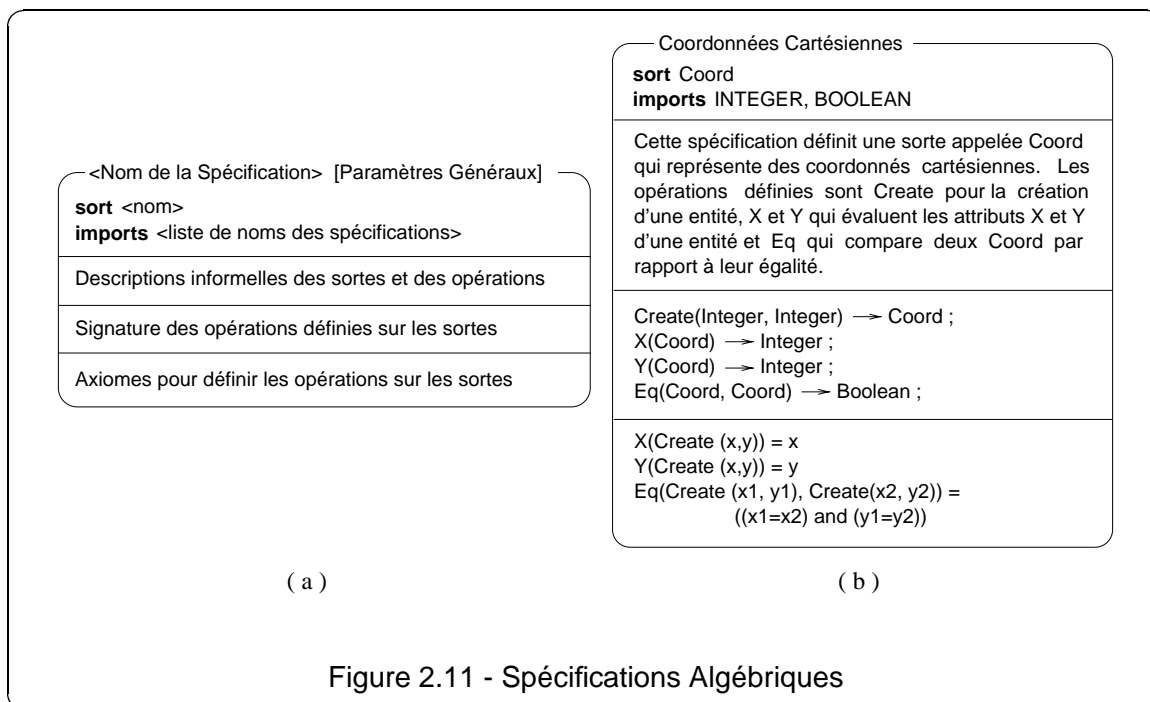 <Nom de la Spécification> [Paramètres Généraux]
sort <nom>
imports <liste de noms des spécifications>
Descriptions informelles des sortes et des opérations
Signature des opérations définies sur les sortes
Axiomes pour définir les opérations sur les sortes
( a )
Coordonnées Cartésiennes
sort Coord
imports INTEGER, BOOLEAN
Cette spécification définit une sorte appelée Coord
qui représente des coordonnés cartésiennes. Les
opérations définies sont Create pour la création
d'une entité, X et Y qui évaluent les attributs X et Y
d'une entité et Eq qui compare deux Coord par
rapport à leur égalité.
Create(Integer, Integer) → Coord ;
X(Coord) → Integer ;
Y(Coord) → Integer ;
Eq(Coord, Coord) → Boolean ;
X(Create (x,y)) = x
Y(Create (x,y)) = y
Eq(Create (x1, y1), Create(x2, y2)) =
((x1=x2) and (y1=y2))
( b )
Figure 2.11 - Spécifications Algébriques